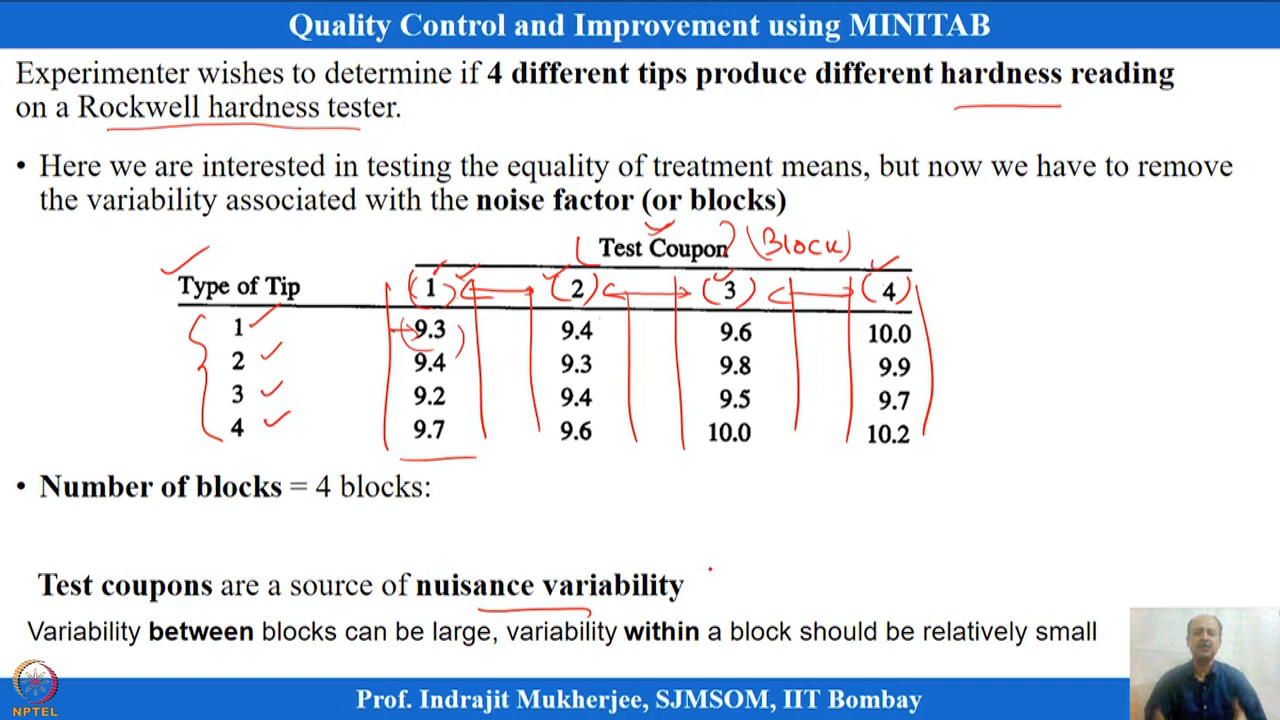 Quality Control and Improvement using MINITAB
Experimenter wishes to determine if 4 different tips produce different hardness reading
on a Rockwell hardness tester.
• Here we are interested in testing the equality of treatment means, but now we have to remove
the variability associated with the noise factor (or blocks)
Test Coupon (Block)
Type of Tip (1) (2) (3) (4)
1 9.3 9.4 9.6 10.0
2 9.4 9.3 9.8 9.9
3 9.2 9.4 9.5 9.7
4 9.7 9.6 10.0 10.2
• Number of blocks = 4 blocks:
Test coupons are a source of nuisance variability
Variability between blocks can be large, variability within a block should be relatively small
NPTEL
Prof. Indrajit Mukherjee, SJMSOM, IIT Bombay